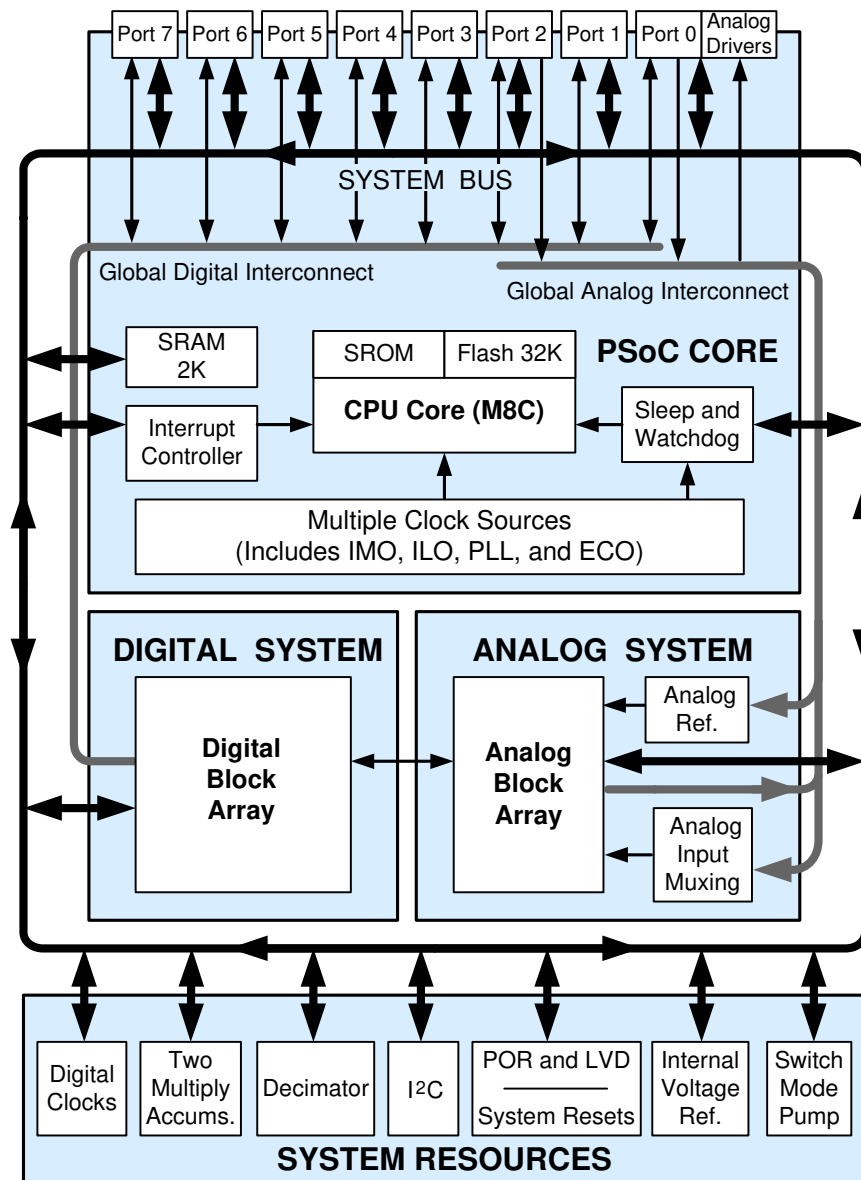 Port 7
Port 6
Port 5
Port 4
Port 3
Port 2
Port 1
Port 0
Analog
Drivers
SYSTEM BUS
Global Digital Interconnect
Global Analog Interconnect
PSoC CORE
SRAM
2K
SROM
Flash 32K
CPU Core (M8C)
Interrupt
Controller
Sleep and
Watchdog
Multiple Clock Sources
(Includes IMO, ILO, PLL, and ECO)
DIGITAL SYSTEM
ANALOG SYSTEM
Digital
Block
Array
Analog
Block
Array
Analog
Ref.
Analog
Input
Muxing
Digital
Clocks
Two
Multiply
Accums.
Decimator
I²C
POR and LVD
System Resets
Internal
Voltage
Ref.
Switch
Mode
Pump
SYSTEM RESOURCES